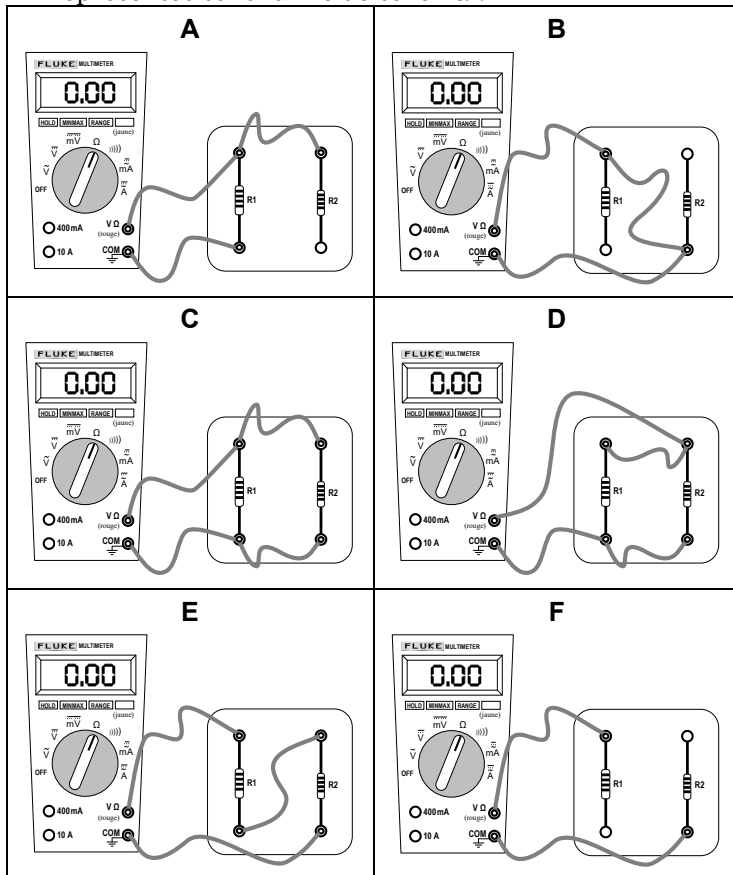 A
FLUKE MULTIMETER
0.00
HOLD MINMAX RANGE
(jaune)
mV Ω
V mA
V A
OFF
R1 R2
400mA V Ω
(rouge)
10 A COM
B
FLUKE MULTIMETER
0.00
HOLD MINMAX RANGE
(jaune)
mV Ω
V mA
V A
OFF
R1 R2
400mA V Ω
(rouge)
10 A COM
C
FLUKE MULTIMETER
0.00
HOLD MINMAX RANGE
(jaune)
mV Ω
V mA
V A
OFF
R1 R2
400mA V Ω
(rouge)
10 A COM
D
FLUKE MULTIMETER
0.00
HOLD MINMAX RANGE
(jaune)
mV Ω
V mA
V A
OFF
R1 R2
400mA V Ω
(rouge)
10 A COM
E
FLUKE MULTIMETER
0.00
HOLD MINMAX RANGE
(jaune)
mV Ω
V mA
V A
OFF
R1 R2
400mA V Ω
(rouge)
10 A COM
F
FLUKE MULTIMETER
0.00
HOLD MINMAX RANGE
(jaune)
mV Ω
V mA
V A
OFF
R1 R2
400mA V Ω
(rouge)
10 A COM